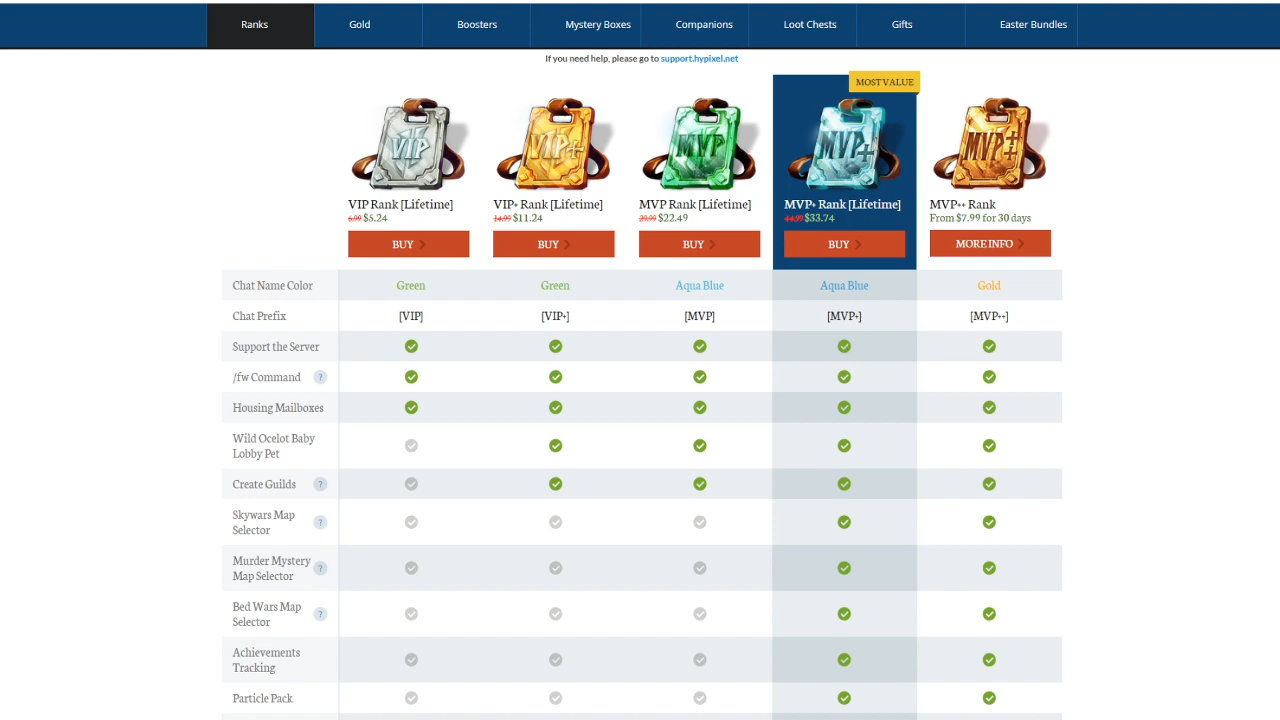 Ranks
Gold
Boosters
Mystery Boxes
Companions
Loot Chests
Gifts
Easter Bundles
If you need help, please go to support.hypixel.net
MOST VALUE
VIP
VIP+
MVP
MVP+
MVP++
VIP Rank [Lifetime]
6.99 $5.24
BUY
VIP+ Rank [Lifetime]
14.99 $11.24
BUY
MVP Rank [Lifetime]
29.99 $22.49
BUY
MVP+ Rank [Lifetime]
44.99 $33.74
BUY
MVP++ Rank
From $7.99 for 30 days
MORE INFO
Chat Name Color Green Green Aqua Blue Aqua Blue Gold
Chat Prefix [VIP] [VIP+] [MVP] [MVP+] [MVP++]
Support the Server
/fw Command ?
Housing Mailboxes
Wild Ocelot Baby
Lobby Pet
Create Guilds ?
Skywars Map
Selector ?
Murder Mystery
Map Selector ?
Bed Wars Map
Selector ?
Achievements
Tracking
Particle Pack